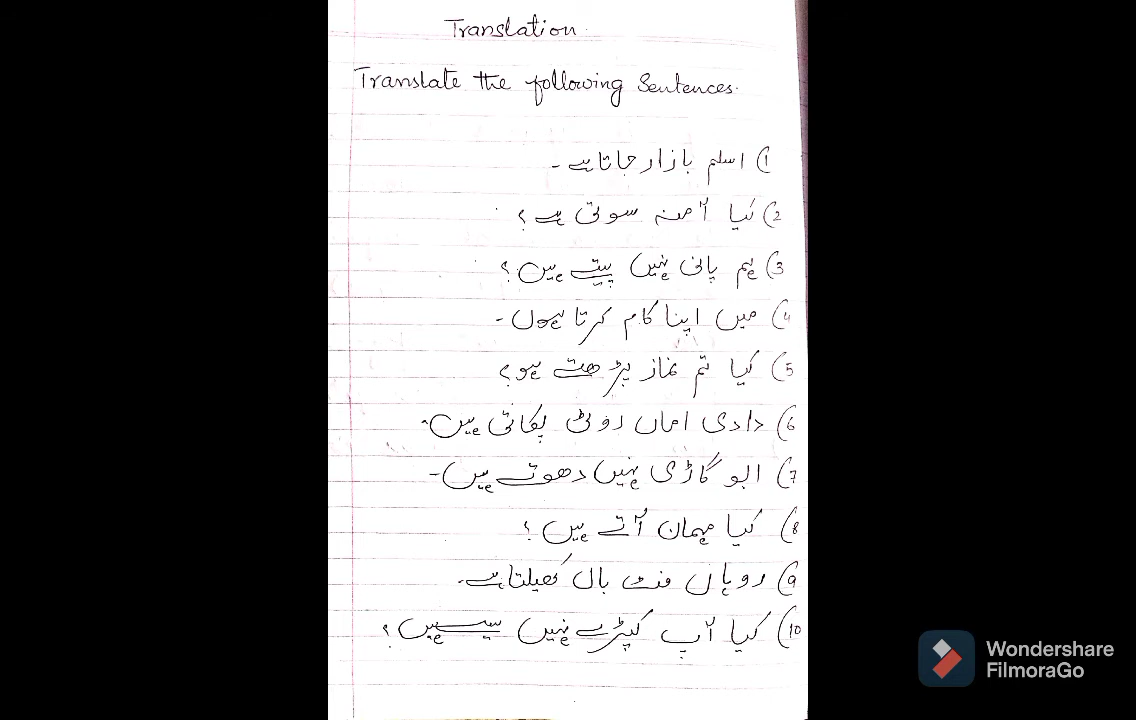 Translation.
Translate the following Sentences.
1) اسلم بازار جاتا ہے۔
2) کیا آمنہ سوتی ہے؟
3) ہم پانی نہیں پیتے ہیں؟
4) میں اپنا کام کرتا ہوں۔
5) کیا تم نماز پڑھتے ہو؟
6) دادی اماں روٹی پکاتی ہیں۔
7) ابو گاڑی نہیں دھوتے ہیں۔
8) کیا مہمان آتے ہیں؟
9) روہان فٹ بال کھیلتا ہے۔
10) کیا آپ کپڑے نہیں سیتے ہیں؟
Wondershare
FilmoraGo